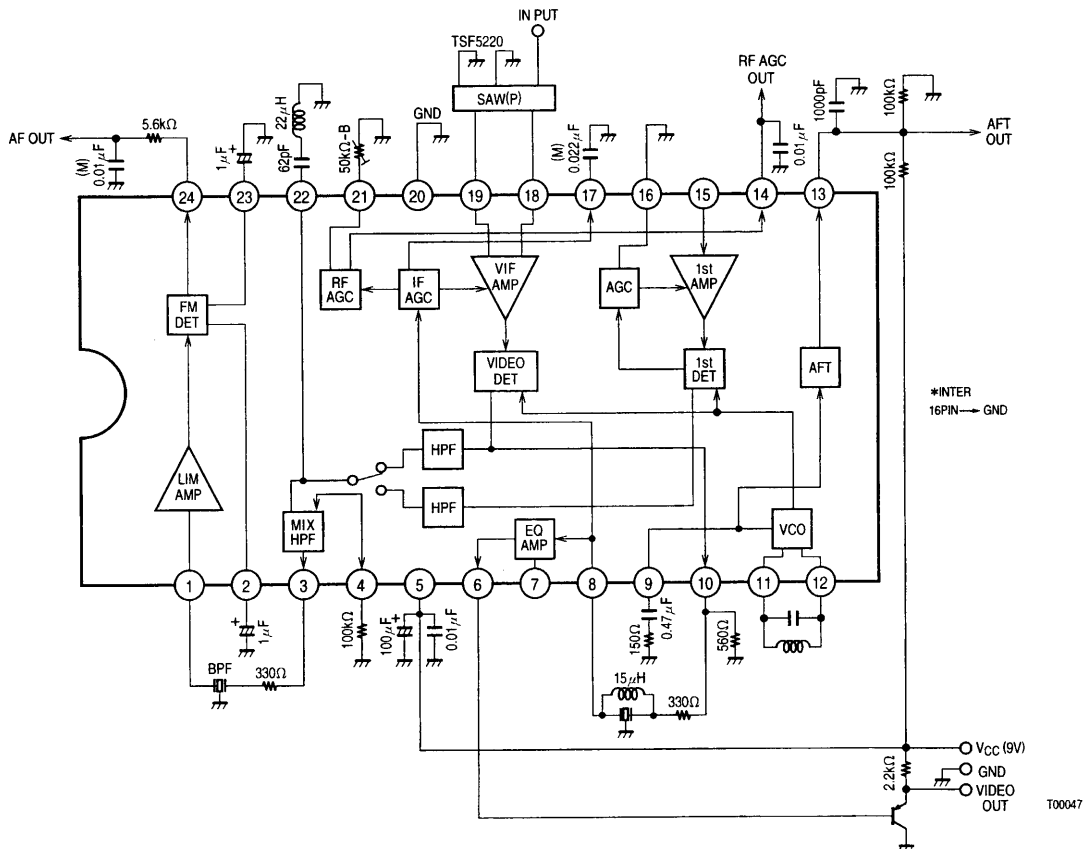 IN PUT
TSF5220
SAW(P)
RF AGC
OUT
1000pF
100kΩ
AFT
OUT
100kΩ
AF OUT
5.6kΩ
(M)
0.01μF
1μF
+
22μH
62pF
50kΩ-B
GND
(M)
0.022μF
0.01μF
24
23
22
21
20
19
18
17
16
15
14
13
RF
AGC
IF
AGC
VIF
AMP
AGC
1st
AMP
FM
DET
VIDEO
DET
1st
DET
AFT
*INTER
16PIN→ GND
LIM
AMP
HPF
HPF
MIX
HPF
EQ
AMP
VCO
1
2
3
4
5
6
7
8
9
10
11
12
+
1μF
100kΩ
100μF
+
0.01μF
150Ω
0.47μF
560Ω
BPF
330Ω
15μH
330Ω
VCC (9V)
2.2kΩ
GND
VIDEO
OUT
T00047